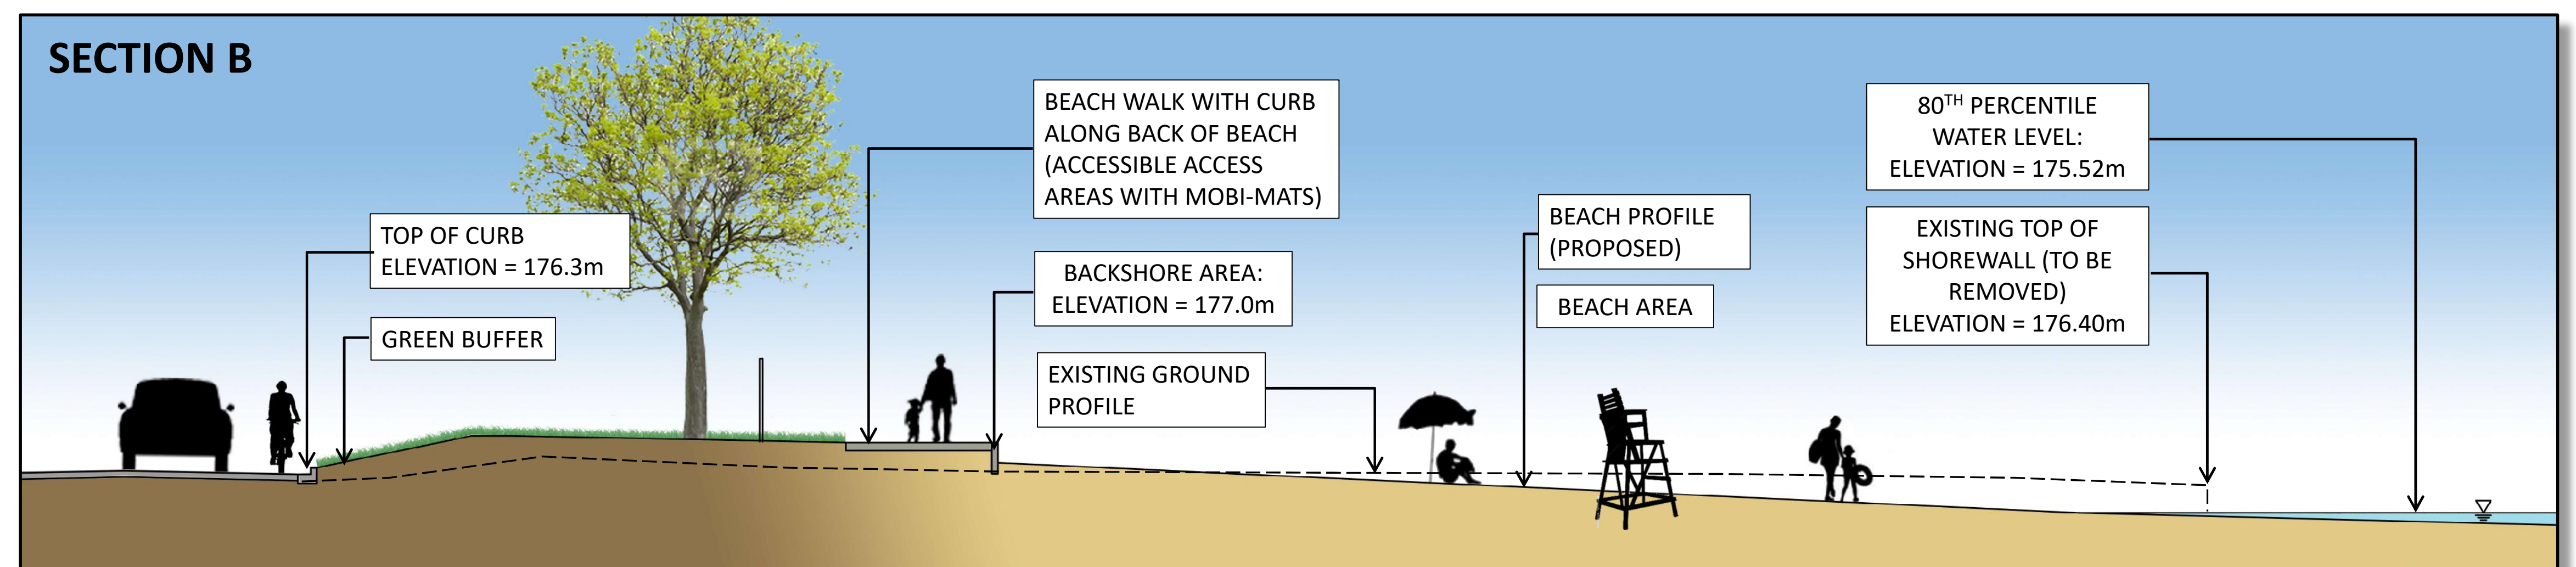 SECTION B
TOP OF CURB
ELEVATION = 176.3m
GREEN BUFFER
BEACH WALK WITH CURB
ALONG BACK OF BEACH
(ACCESSIBLE ACCESS
AREAS WITH MOBI-MATS)
BACKSHORE AREA:
ELEVATION = 177.0m
EXISTING GROUND
PROFILE
BEACH PROFILE
(PROPOSED)
BEACH AREA
80TH PERCENTILE
WATER LEVEL:
ELEVATION = 175.52m
EXISTING TOP OF
SHOREWALL (TO BE
REMOVED)
ELEVATION = 176.40m